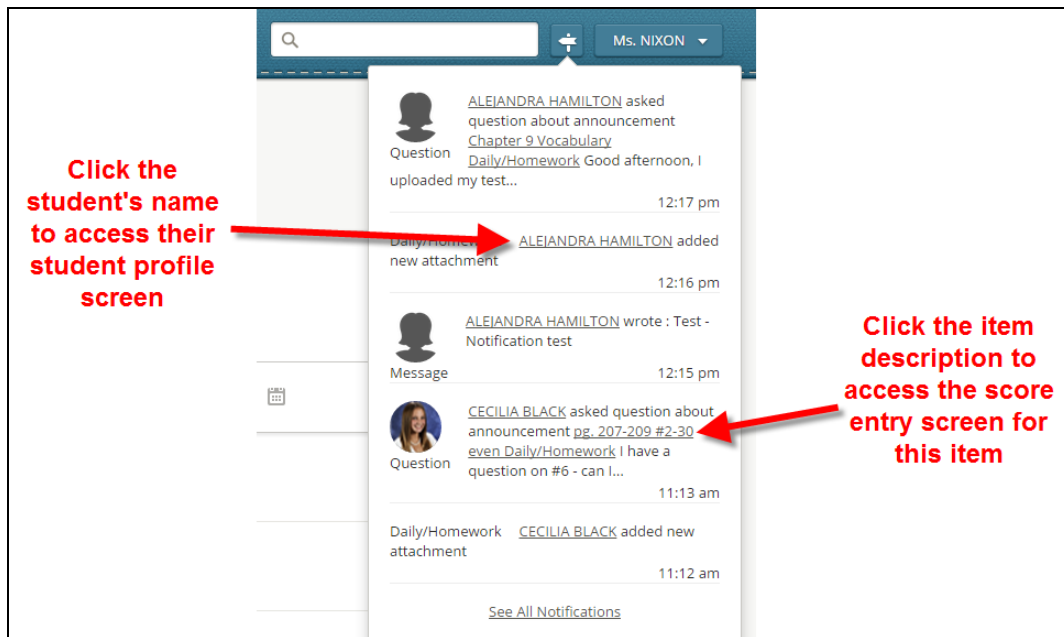 Ms. NIXON
ALEJANDRA HAMILTON asked
question about announcement
Chapter 9 Vocabulary
Question
Daily/Homework Good afternoon, I
uploaded my test...
12:17 pm
Click the
student's name
to access their
student profile
screen
Daily/Homework ALEJANDRA HAMILTON added
new attachment
12:16 pm
ALEJANDRA HAMILTON wrote : Test -
Notification test
Message
12:15 pm
Click the item
description to
access the score
entry screen for
this item
CECILIA BLACK asked question about
announcement pg. 207-209 #2-30
even Daily/Homework I have a
Question
question on #6 - can I...
11:13 am
Daily/Homework CECILIA BLACK added new
attachment
11:12 am
See All Notifications